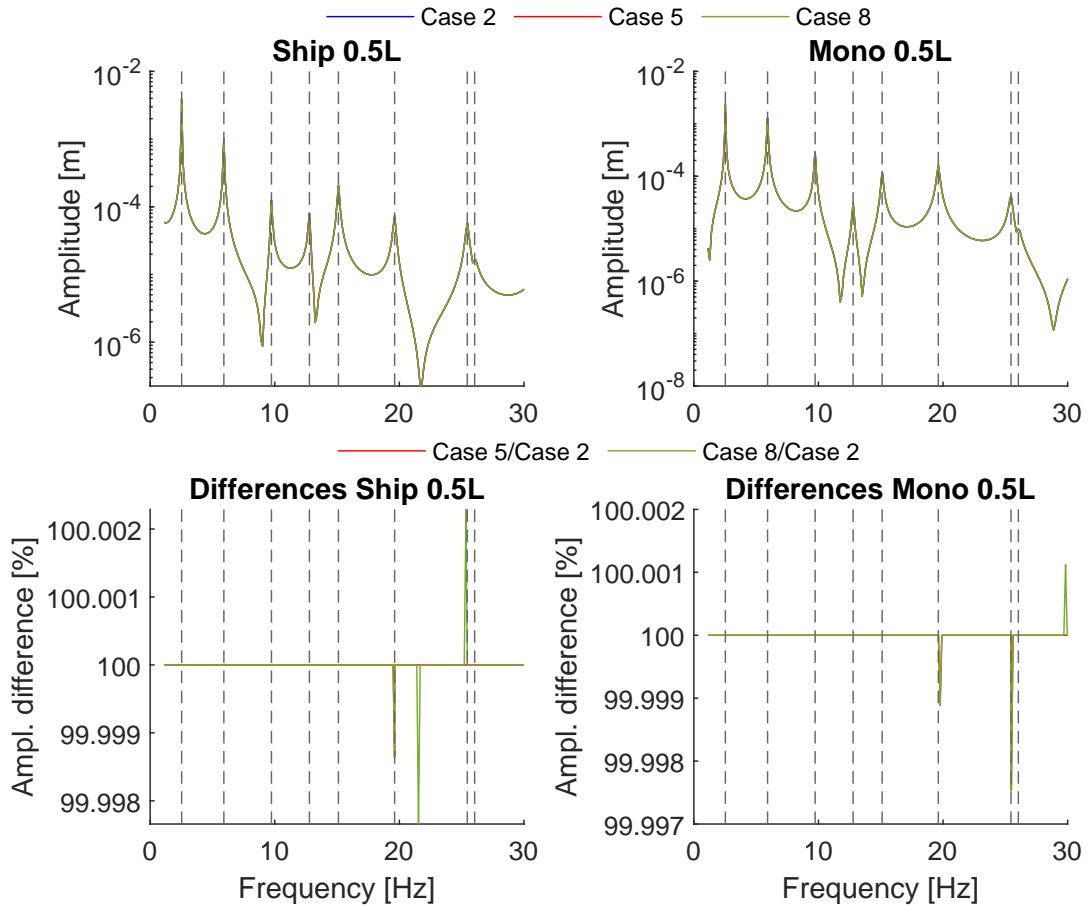 Case 2 Case 5 Case 8
Ship 0.5L
Amplitude [m]
10^-2
10^-4
10^-6
0 10 20 30
Mono 0.5L
Amplitude [m]
10^-2
10^-4
10^-6
10^-8
0 10 20 30
Case 5/Case 2 Case 8/Case 2
Differences Ship 0.5L
Ampl. difference [%]
100.002
100.001
100
99.999
99.998
0 10 20 30
Frequency [Hz]
Differences Mono 0.5L
Ampl. difference [%]
100.002
100.001
100
99.999
99.998
99.997
0 10 20 30
Frequency [Hz]